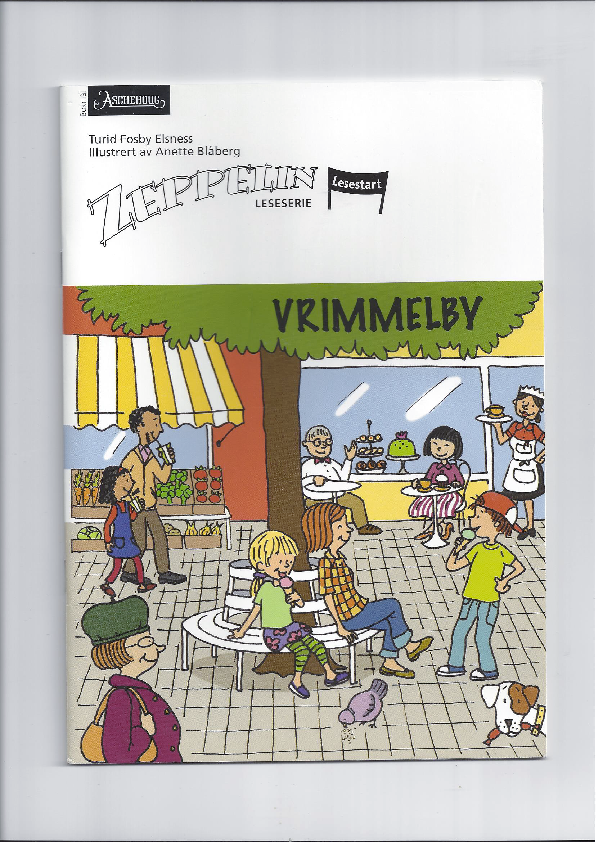 ASCHEHOUG
Turid Fosby Elsness
Illustrert av Anette Blåberg
ZEPPELIN
Lesestart
LESESERIE
VRIMMELBY